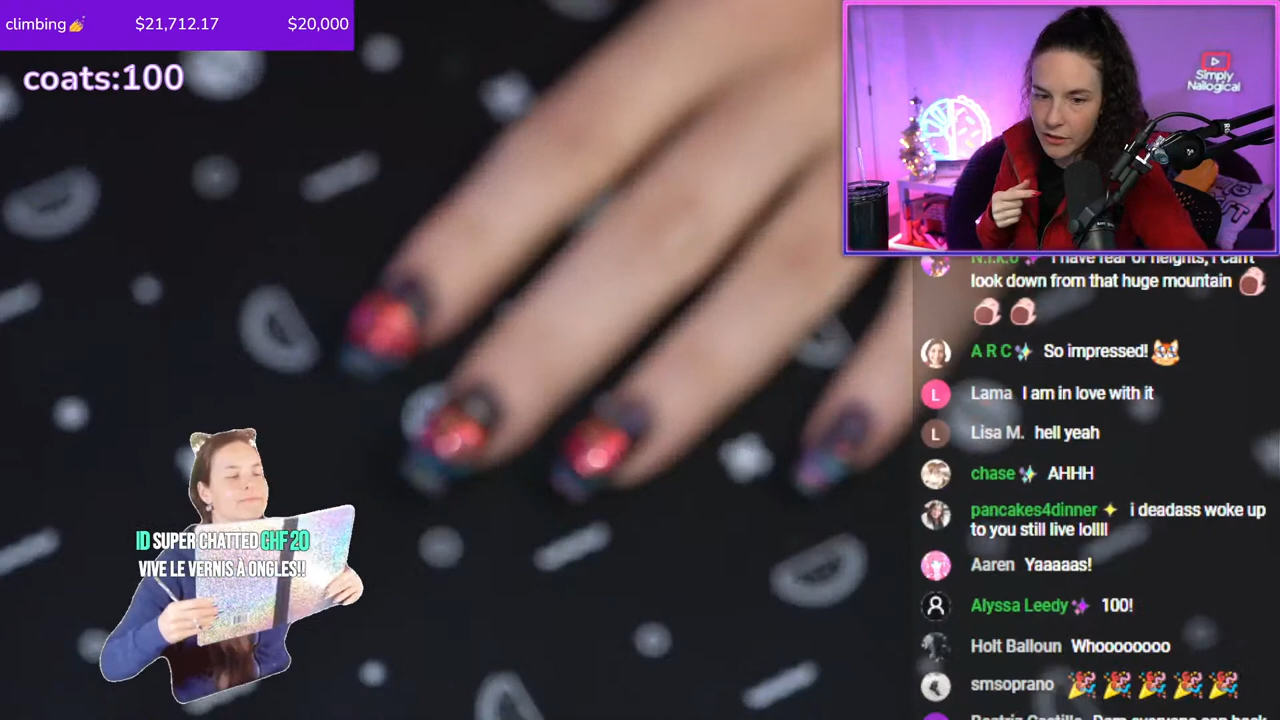 climbing💅 $21,712.17 $20,000
coats:100
Simply
Nailogical
N.i.k.o I have fear of heights, i can't
look down from that huge mountain
A R C✨ So impressed!
Lama I am in love with it
Lisa M. hell yeah
chase✨ AHHH
pancakes4dinner i deadass woke up
to you still live lollll
Aaren Yaaaaas!
Alyssa Leedy 100!
Holt Balloun Whoooooooo
smsoprano 🎉🎉🎉🎉🎉
ID SUPER CHATTED CHF 20
VIVE LE VERNIS À ONGLES!!